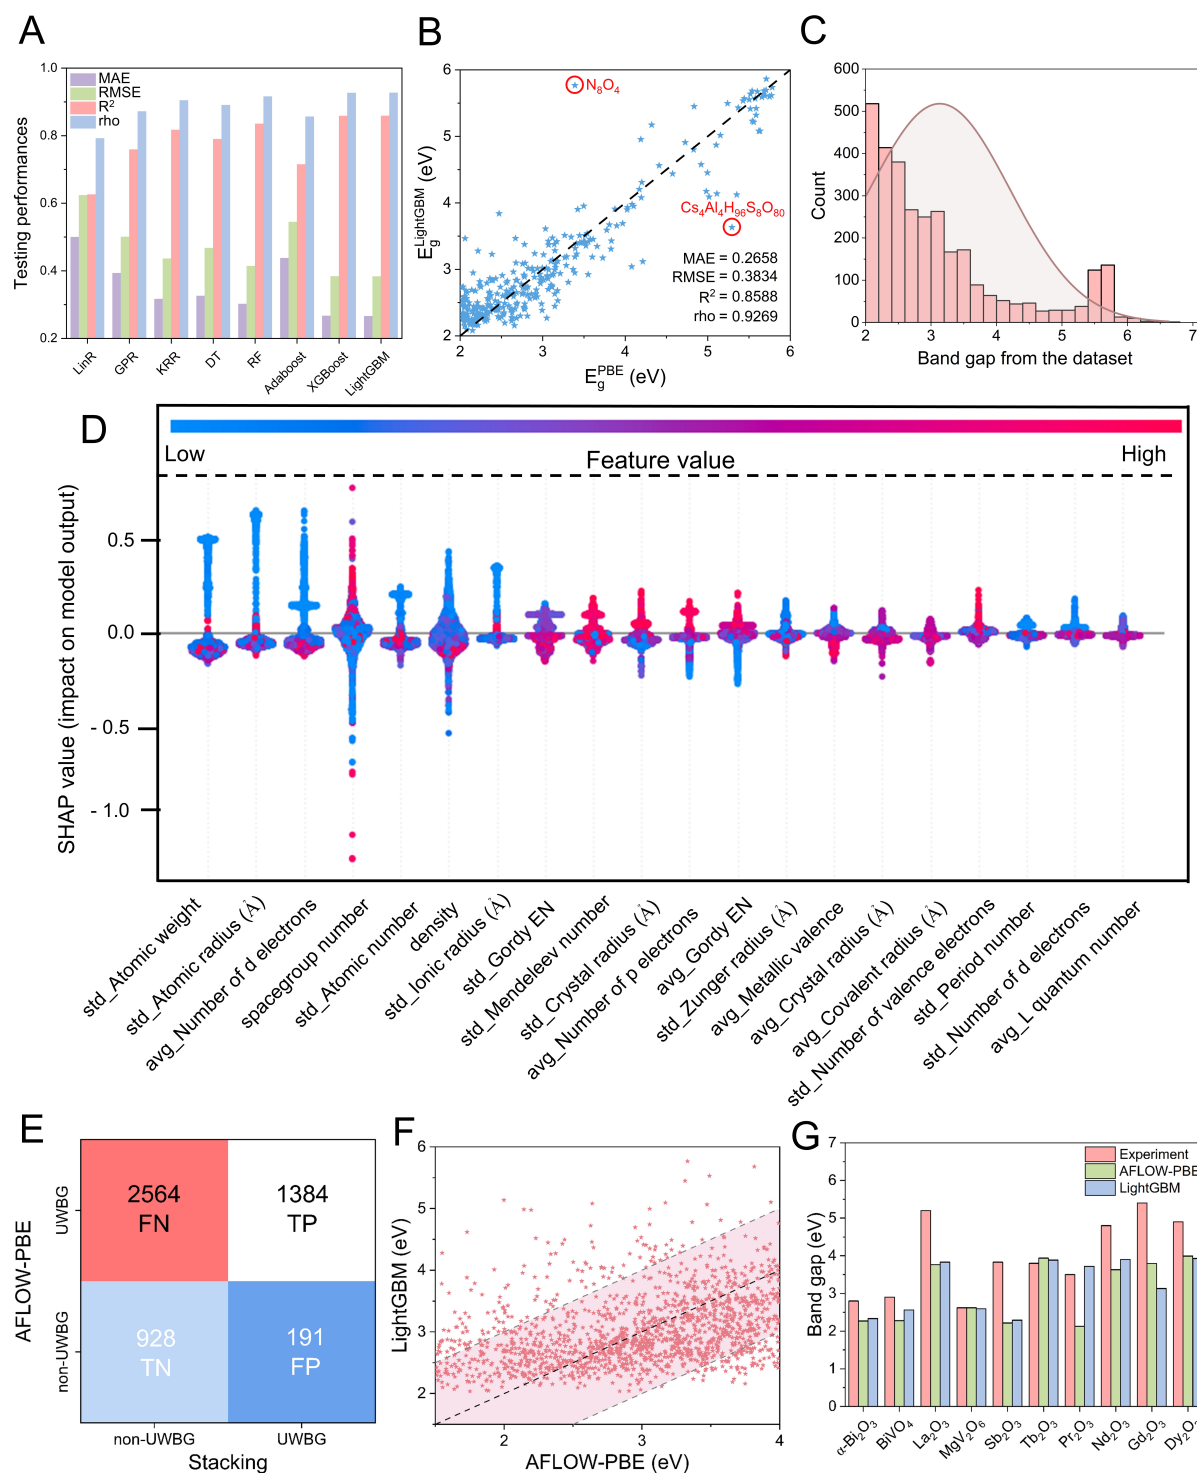 A
MAE
RMSE
R²
rho
Testing performances
1.0
0.8
0.6
0.4
0.2
LinR
GPR
KRR
DT
RF
Adaboost
XGBoost
LightGBM
B
N₈O₄
Cs₄Al₄H₉₆S₈O₈₀
MAE = 0.2658
RMSE = 0.3834
R² = 0.8588
rho = 0.9269
E_g^LightGBM (eV)
6
5
4
3
2
2 3 4 5 6
E_g^PBE (eV)
C
Count
600
500
400
300
200
100
0
2 3 4 5 6 7
Band gap from the dataset
D
Low
Feature value
High
SHAP value (impact on model output)
0.5
0.0
- 0.5
- 1.0
std_Atomic weight
std_Atomic radius (Å)
avg_Number of d electrons
spacegroup number
std_Atomic number
density
std_Ionic radius (Å)
std_Gordy EN
std_Mendeleev number
std_Crystal radius (Å)
avg_Number of p electrons
avg_Gordy EN
std_Zunger radius (Å)
avg_Metallic valence
avg_Crystal radius (Å)
avg_Covalent radius (Å)
std_Number of valence electrons
std_Period number
std_Number of d electrons
avg_L quantum number
E
AFLOW-PBE
UWBG
non-UWBG
2564
FN
1384
TP
928
TN
191
FP
non-UWBG
UWBG
Stacking
F
LightGBM (eV)
6
5
4
3
2
2 3 4
AFLOW-PBE (eV)
G
Experiment
AFLOW-PBE
LightGBM
Band gap (eV)
7
6
5
4
3
2
1
0
α-Bi₂O₃
BiVO₄
La₂O₃
MgV₂O₆
Sb₂O₃
Tb₂O₃
Pr₂O₃
Nd₂O₃
Gd₂O₃
Dy₂O₃